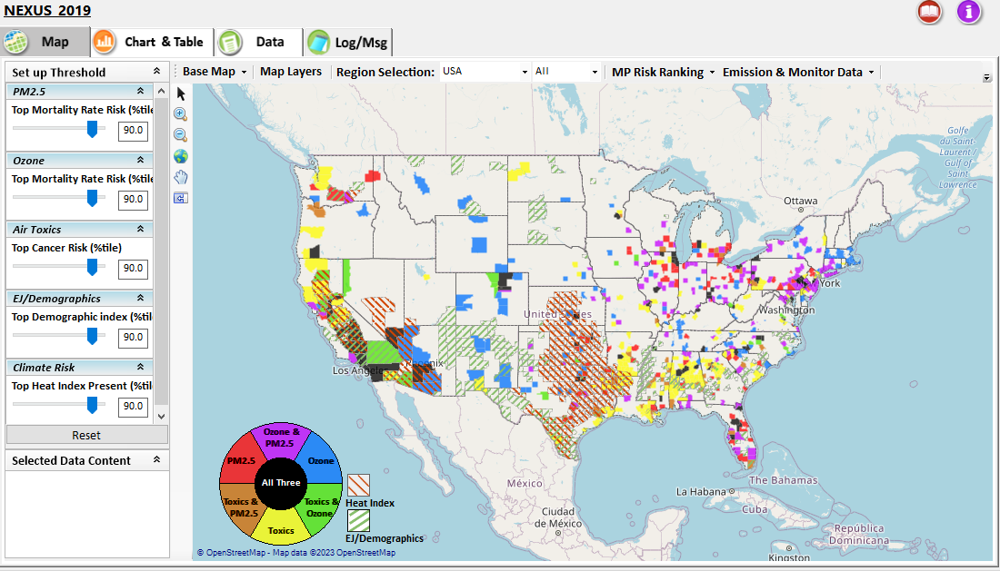 NEXUS 2019
Map
Chart & Table
Data
Log/Msg
Set up Threshold
Base Map
Map Layers
Region Selection:
USA
All
MP Risk Ranking
Emission & Monitor Data
PM2.5
Top Mortality Rate Risk (%tile
90.0
Ozone
Top Mortality Rate Risk (%tile
90.0
Air Toxics
Top Cancer Risk (%tile)
90.0
EJ/Demographics
Top Demographic index (%til
90.0
Climate Risk
Top Heat Index Present (%til
90.0
Reset
Selected Data Content
Golfe
du Saint-
Laurent /
Gulf of
Saint
Lawrence
Ottawa
New York
Washington
United States
Los Angeles
Phoenix
México
Ciudad
de México
La Habana
The Bahamas
Cuba
República
Dominicana
Kingston
Ozone &
PM2.5
PM2.5
Ozone
All Three
Toxics &
PM2.5
Toxics &
Ozone
Toxics
Heat Index
EJ/Demographics
© OpenStreetMap - Map data ©2023 OpenStreetMap